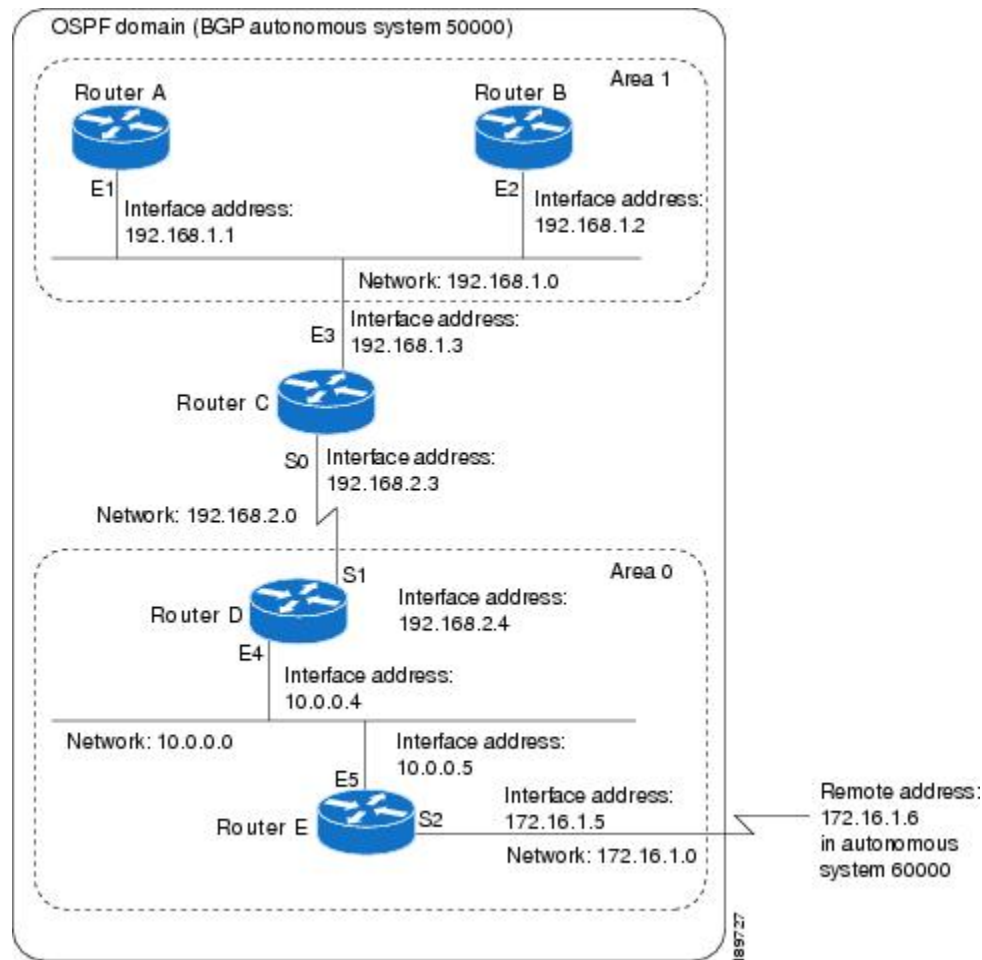 OSPF domain (BGP autonomous system 50000)
Area 1
Router A
Router B
E1
Interface address:
192.168.1.1
E2
Interface address:
192.168.1.2
Network: 192.168.1.0
E3
Interface address:
192.168.1.3
Router C
S0
Interface address:
192.168.2.3
Network: 192.168.2.0
Area 0
S1
Router D
Interface address:
192.168.2.4
E4
Interface address:
10.0.0.4
Network: 10.0.0.0
Interface address:
10.0.0.5
E5
Router E
S2
Interface address:
172.16.1.5
Network: 172.16.1.0
Remote address:
172.16.1.6
in autonomous
system 60000